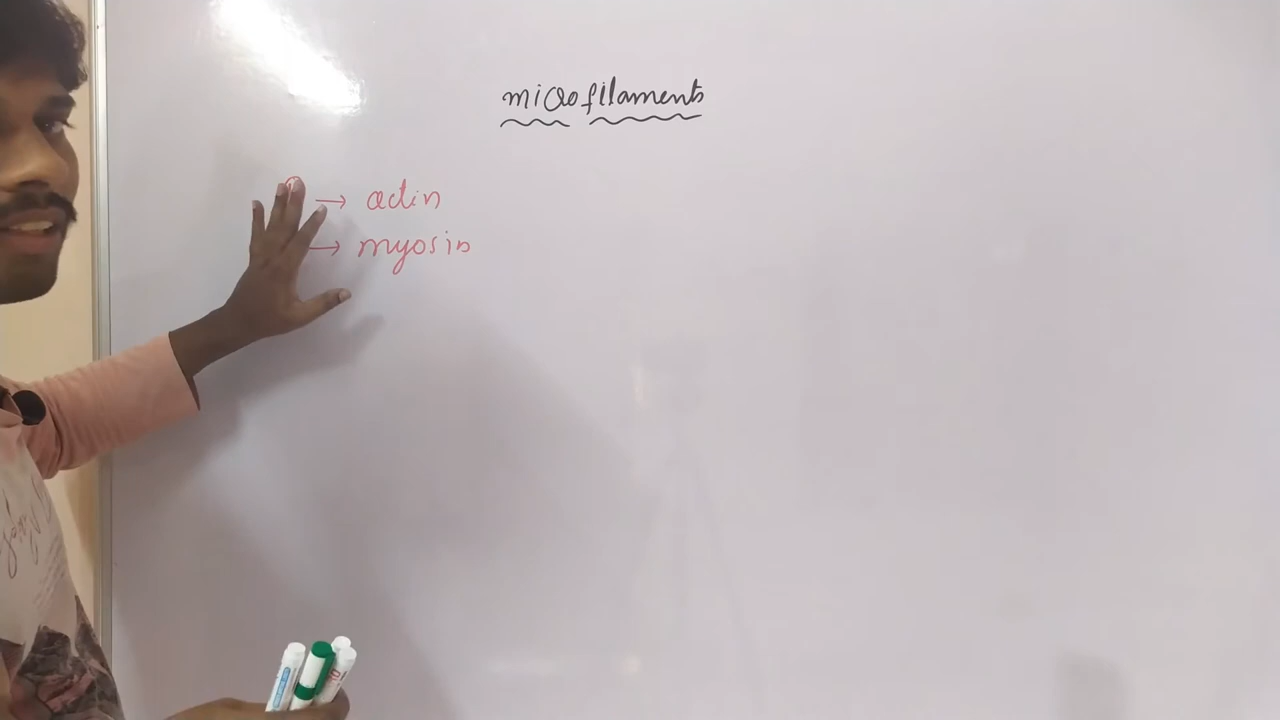 microfilaments
→ actin
→ myosin